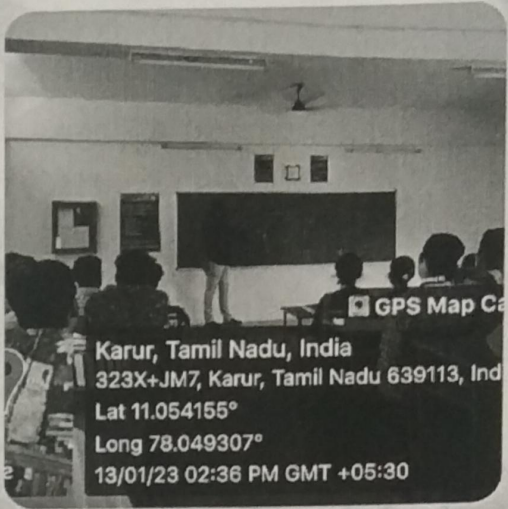 GPS Map Ca
Karur, Tamil Nadu, India
323X+JM7, Karur, Tamil Nadu 639113, Ind
Lat 11.054155°
Long 78.049307°
13/01/23 02:36 PM GMT +05:30